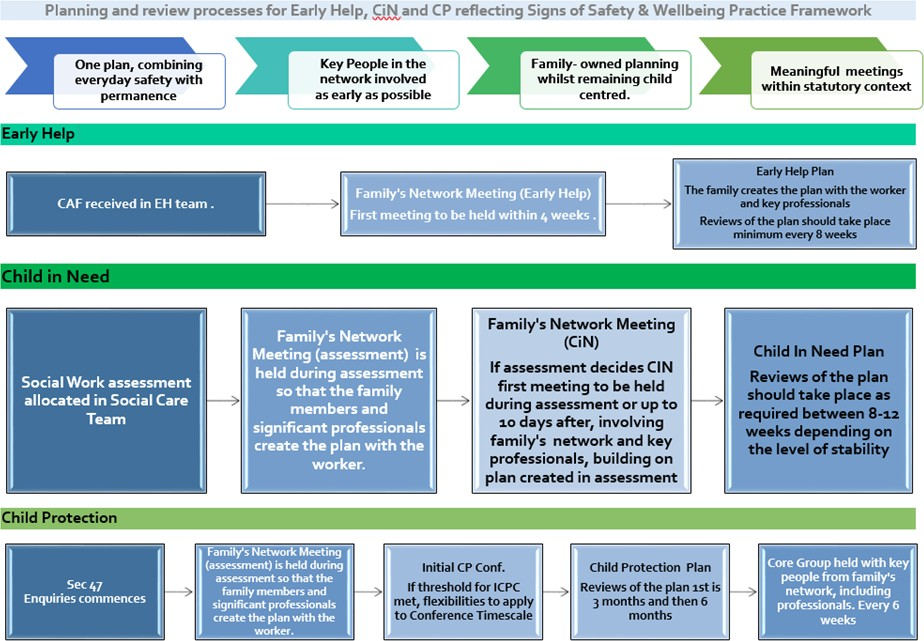 Planning and review processes for Early Help, CiN and CP reflecting Signs of Safety & Wellbeing Practice Framework
One plan, combining
everyday safety with
permanence
Key People in the
network involved
as early as possible
Family- owned planning
whilst remaining child
centred.
Meaningful meetings
within statutory context
Early Help
CAF received in EH team .
Family's Network Meeting (Early Help)
First meeting to be held within 4 weeks .
Early Help Plan
The family creates the plan with the worker
and key professionals
Reviews of the plan should take place
minimum every 8 weeks
Child in Need
Social Work assessment
allocated in Social Care
Team
Family's Network
Meeting (assessment) is
held during assessment
so that the family
members and
significant professionals
create the plan with the
worker.
Family's Network Meeting
(CiN)
If assessment decides CIN
first meeting to be held
during assessment or up to
10 days after, involving
family's network and key
professionals, building on
plan created in assessment
Child In Need Plan
Reviews of the plan
should take place as
required between 8-12
weeks depending on
the level of stability
Child Protection
Sec 47
Enquiries commences
Family's Network Meeting
(assessment) is held during
assessment so that the
family members and
significant professionals
create the plan with the
worker.
Initial CP Conf.
If threshold for ICPC
met, flexibilities to apply
to Conference Timescale
Child Protection Plan
Reviews of the plan 1st is
3 months and then 6
months
Core Group held with key
people from family's
network, including
professionals. Every 6
weeks